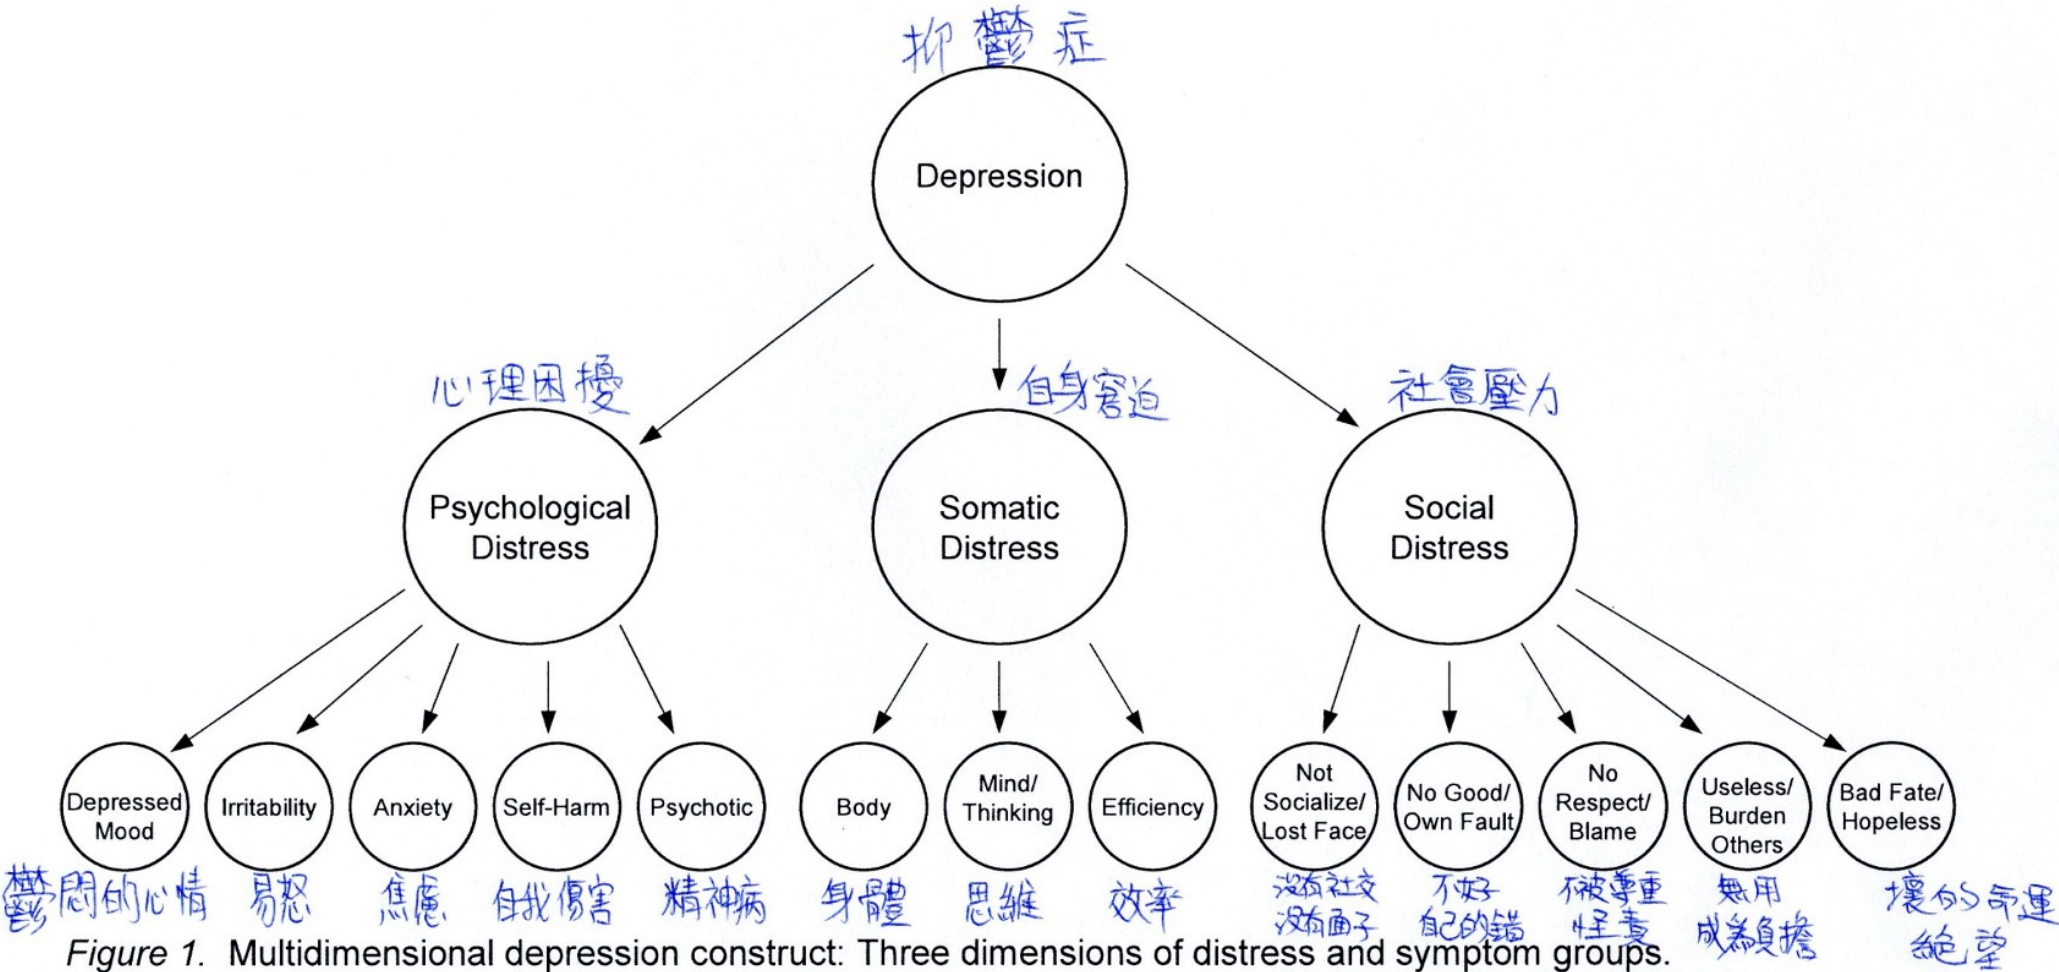 抑鬱症
Depression
心理困擾
自身窘迫
社會壓力
Psychological
Distress
Somatic
Distress
Social
Distress
Depressed
Mood
Irritability
Anxiety
Self-Harm
Psychotic
Body
Mind/
Thinking
Efficiency
Not
Socialize/
Lost Face
No Good/
Own Fault
No
Respect/
Blame
Useless/
Burden
Others
Bad Fate/
Hopeless
鬱悶的心情
易怒
焦慮
自我傷害
精神病
身體
思維
效率
沒有社交
沒有面子
不好
自己的錯
不被尊重
怪責
無用
成為負擔
壞的命運
絕望
Figure 1. Multidimensional depression construct: Three dimensions of distress and symptom groups.